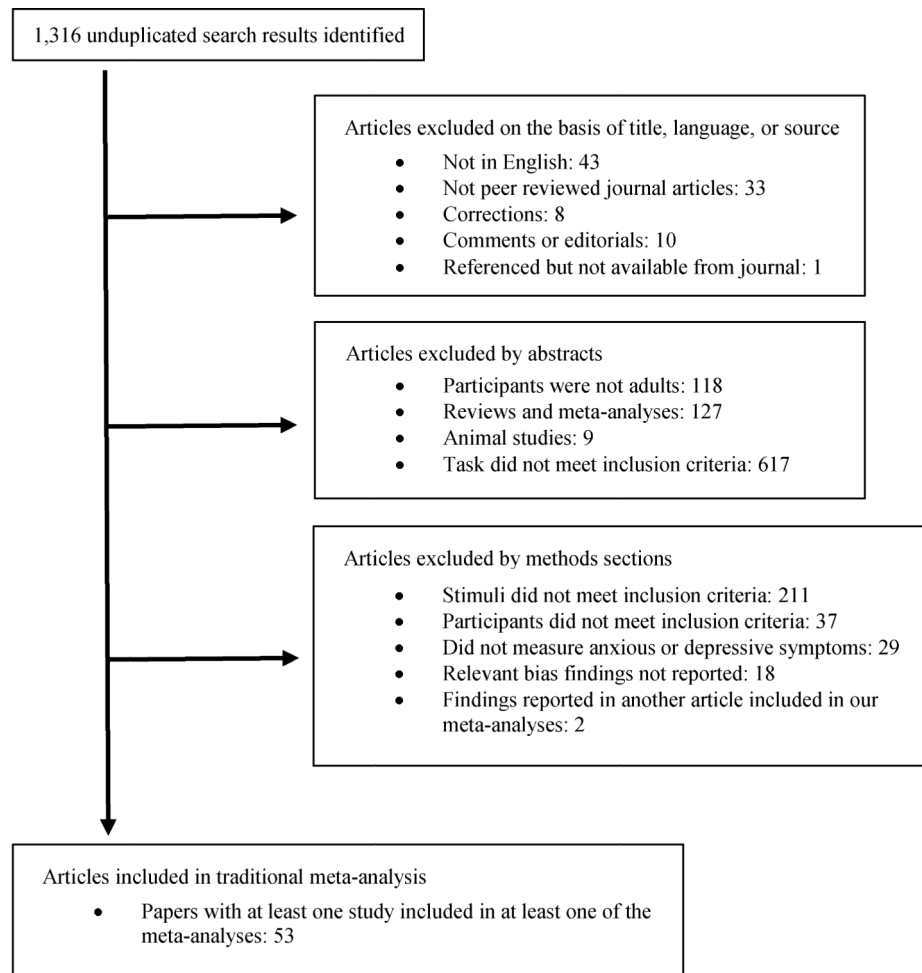 1,316 unduplicated search results identified
Articles excluded on the basis of title, language, or source
• Not in English: 43
• Not peer reviewed journal articles: 33
• Corrections: 8
• Comments or editorials: 10
• Referenced but not available from journal: 1
Articles excluded by abstracts
• Participants were not adults: 118
• Reviews and meta-analyses: 127
• Animal studies: 9
• Task did not meet inclusion criteria: 617
Articles excluded by methods sections
• Stimuli did not meet inclusion criteria: 211
• Participants did not meet inclusion criteria: 37
• Did not measure anxious or depressive symptoms: 29
• Relevant bias findings not reported: 18
• Findings reported in another article included in our
meta-analyses: 2
Articles included in traditional meta-analysis
• Papers with at least one study included in at least one of the
meta-analyses: 53